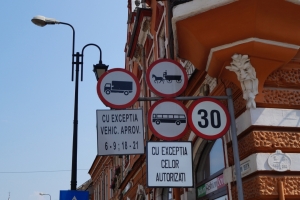 30
CU EXCEPTIA
VEHIC. APROV.
6 - 9 ; 18 - 21
CU EXCEPTIA
CELOR
AUTORIZATI